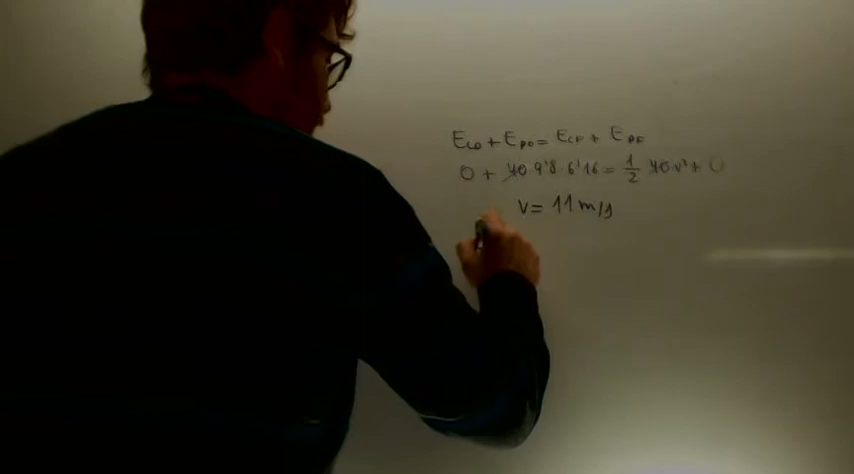 Eco + Epo = Ecf + Epf
0 + 40 9'8 · 6'16 = 1/2 40·v² + 0
v = 11 m/s